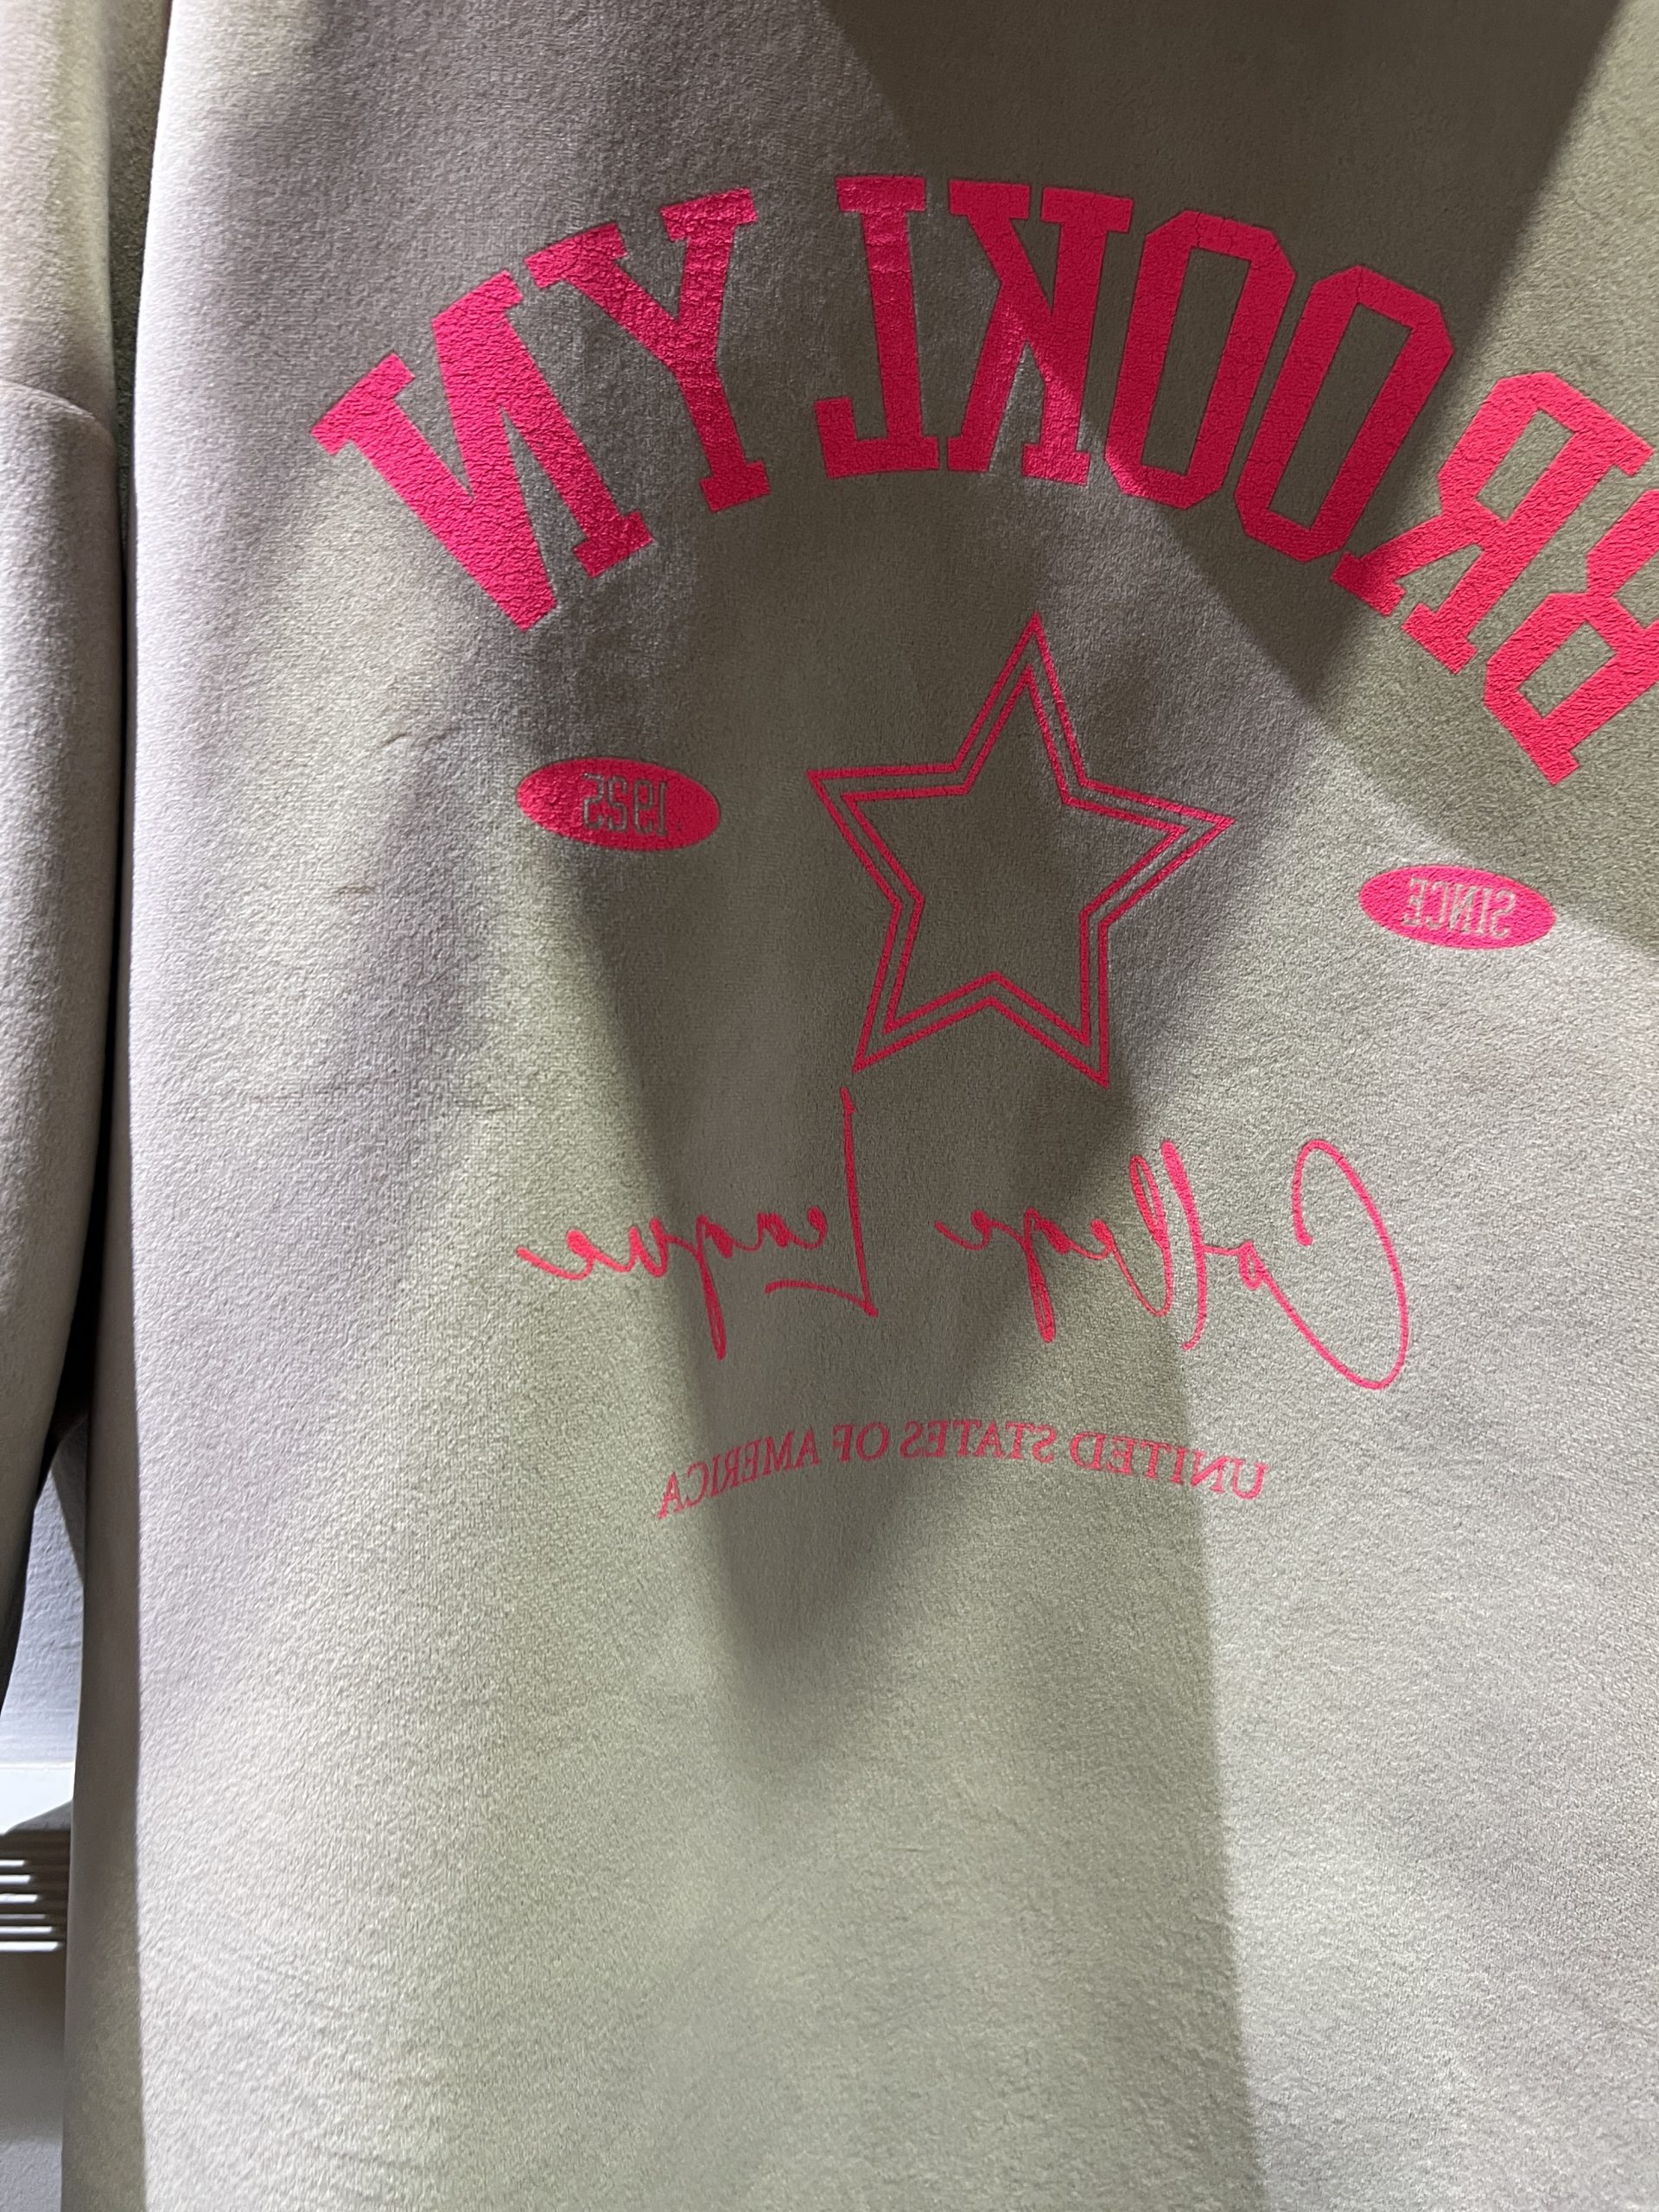 BROOKLYN
SINCE 1925
College League
UNITED STATES OF AMERICA